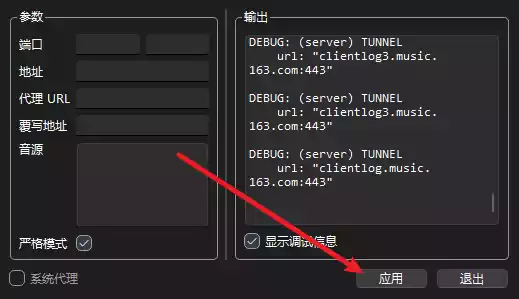 参数
端口
地址
代理 URL
覆写地址
音源
严格模式
系统代理
输出
DEBUG: (server) TUNNEL
url: "clientlog3.music.
163.com:443"
DEBUG: (server) TUNNEL
url: "clientlog3.music.
163.com:443"
DEBUG: (server) TUNNEL
url: "clientlog.music.
163.com:443"
显示调试信息
应用
退出